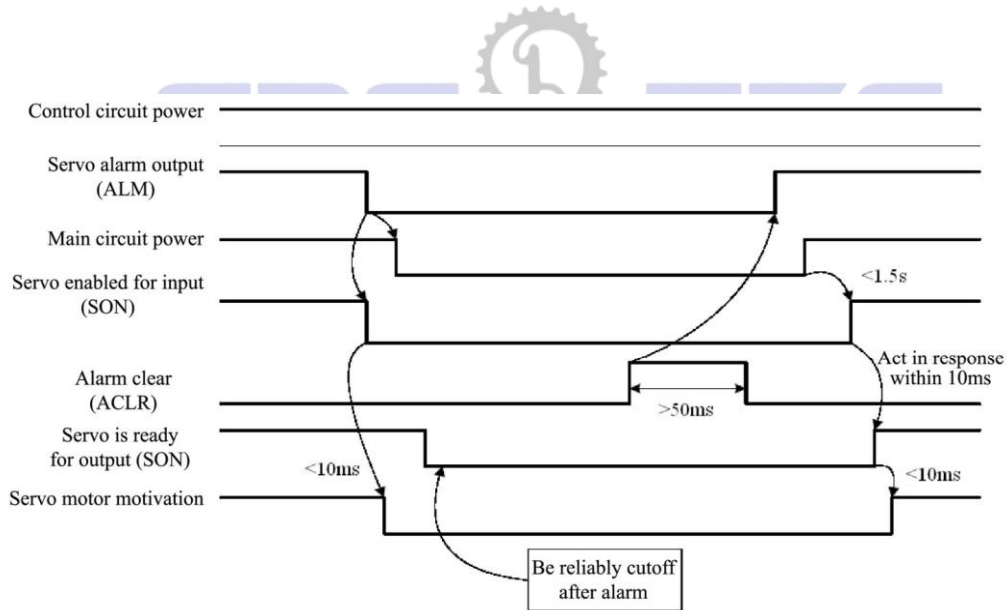 Control circuit power
Servo alarm output
(ALM)
Main circuit power
Servo enabled for input
(SON)
<1.5s
Act in response
within 10ms
Alarm clear
(ACLR)
>50ms
Servo is ready
for output (SON)
<10ms
<10ms
Servo motor motivation
Be reliably cutoff
after alarm